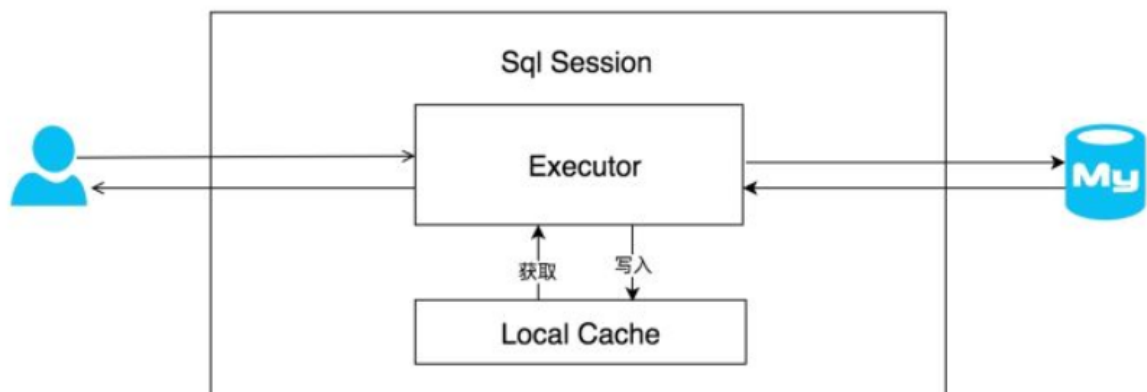 Sql Session
Executor
My
获取
写入
Local Cache